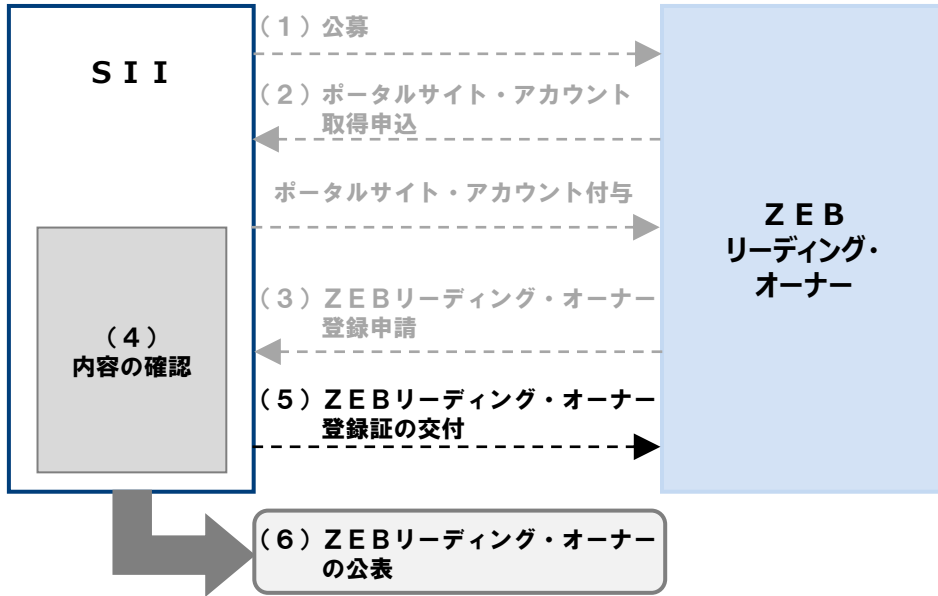 ＳＩＩ
（１）公募
（２）ポータルサイト・アカウント
取得申込
ポータルサイト・アカウント付与
（３）ＺＥＢリーディング・オーナー
登録申請
（４）
内容の確認
（５）ＺＥＢリーディング・オーナー
登録証の交付
（６）ＺＥＢリーディング・オーナー
の公表
ＺＥＢ
リーディング・
オーナー